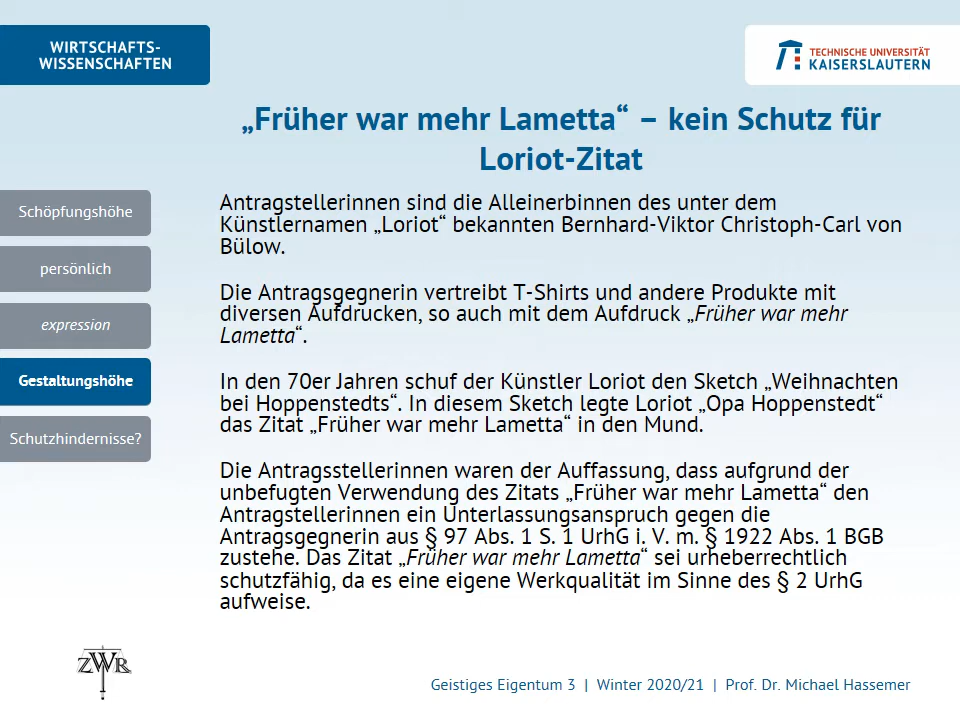 WIRTSCHAFTS-
WISSENSCHAFTEN
TECHNISCHE UNIVERSITÄT
KAISERSLAUTERN
„Früher war mehr Lametta“ – kein Schutz für
Loriot-Zitat
Schöpfungshöhe
persönlich
expression
Gestaltungshöhe
Schutzhindernisse?
Antragstellerinnen sind die Alleinerbinnen des unter dem
Künstlernamen „Loriot“ bekannten Bernhard-Viktor Christoph-Carl von
Bülow.
Die Antragsgegnerin vertreibt T-Shirts und andere Produkte mit
diversen Aufdrucken, so auch mit dem Aufdruck „Früher war mehr
Lametta“.
In den 70er Jahren schuf der Künstler Loriot den Sketch „Weihnachten
bei Hoppenstedts“. In diesem Sketch legte Loriot „Opa Hoppenstedt“
das Zitat „Früher war mehr Lametta“ in den Mund.
Die Antragsstellerinnen waren der Auffassung, dass aufgrund der
unbefugten Verwendung des Zitats „Früher war mehr Lametta“ den
Antragstellerinnen ein Unterlassungsanspruch gegen die
Antragsgegnerin aus § 97 Abs. 1 S. 1 UrhG i. V. m. § 1922 Abs. 1 BGB
zustehe. Das Zitat „Früher war mehr Lametta“ sei urheberrechtlich
schutzfähig, da es eine eigene Werkqualität im Sinne des § 2 UrhG
aufweise.
ZWR
Geistiges Eigentum 3 | Winter 2020/21 | Prof. Dr. Michael Hassemer